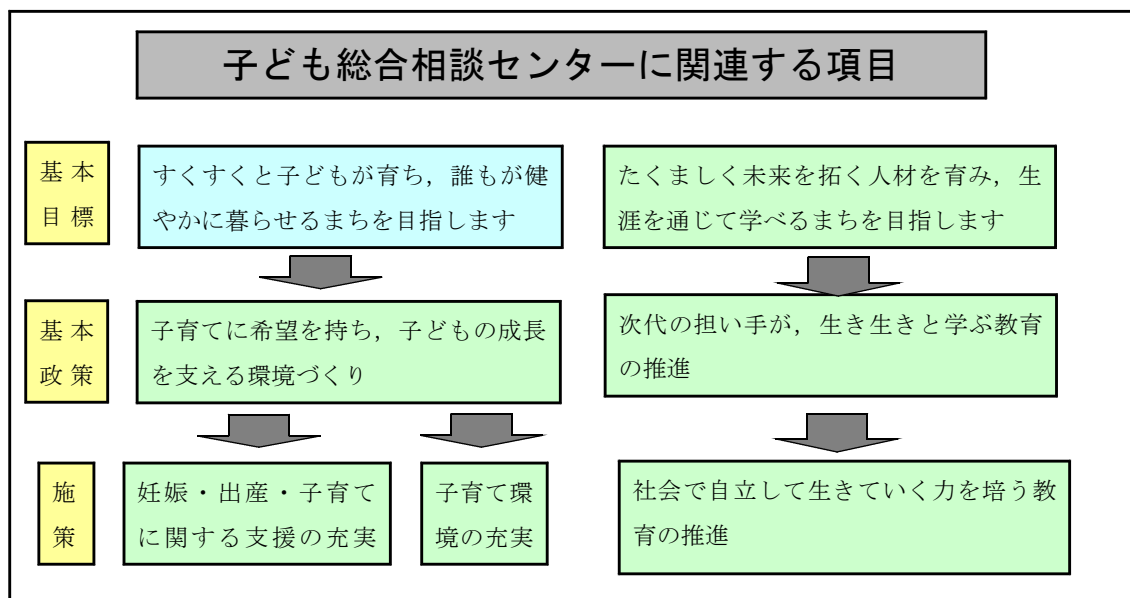 子ども総合相談センターに関連する項目
基本
目標
すくすくと子どもが育ち，誰もが健
やかに暮らせるまちを目指します
たくましく未来を拓く人材を育み，生
涯を通じて学べるまちを目指します
基本
政策
子育てに希望を持ち，子どもの成長
を支える環境づくり
次代の担い手が，生き生きと学ぶ教育
の推進
施
策
妊娠・出産・子育て
に関する支援の充実
子育て環
境の充実
社会で自立して生きていく力を培う教
育の推進